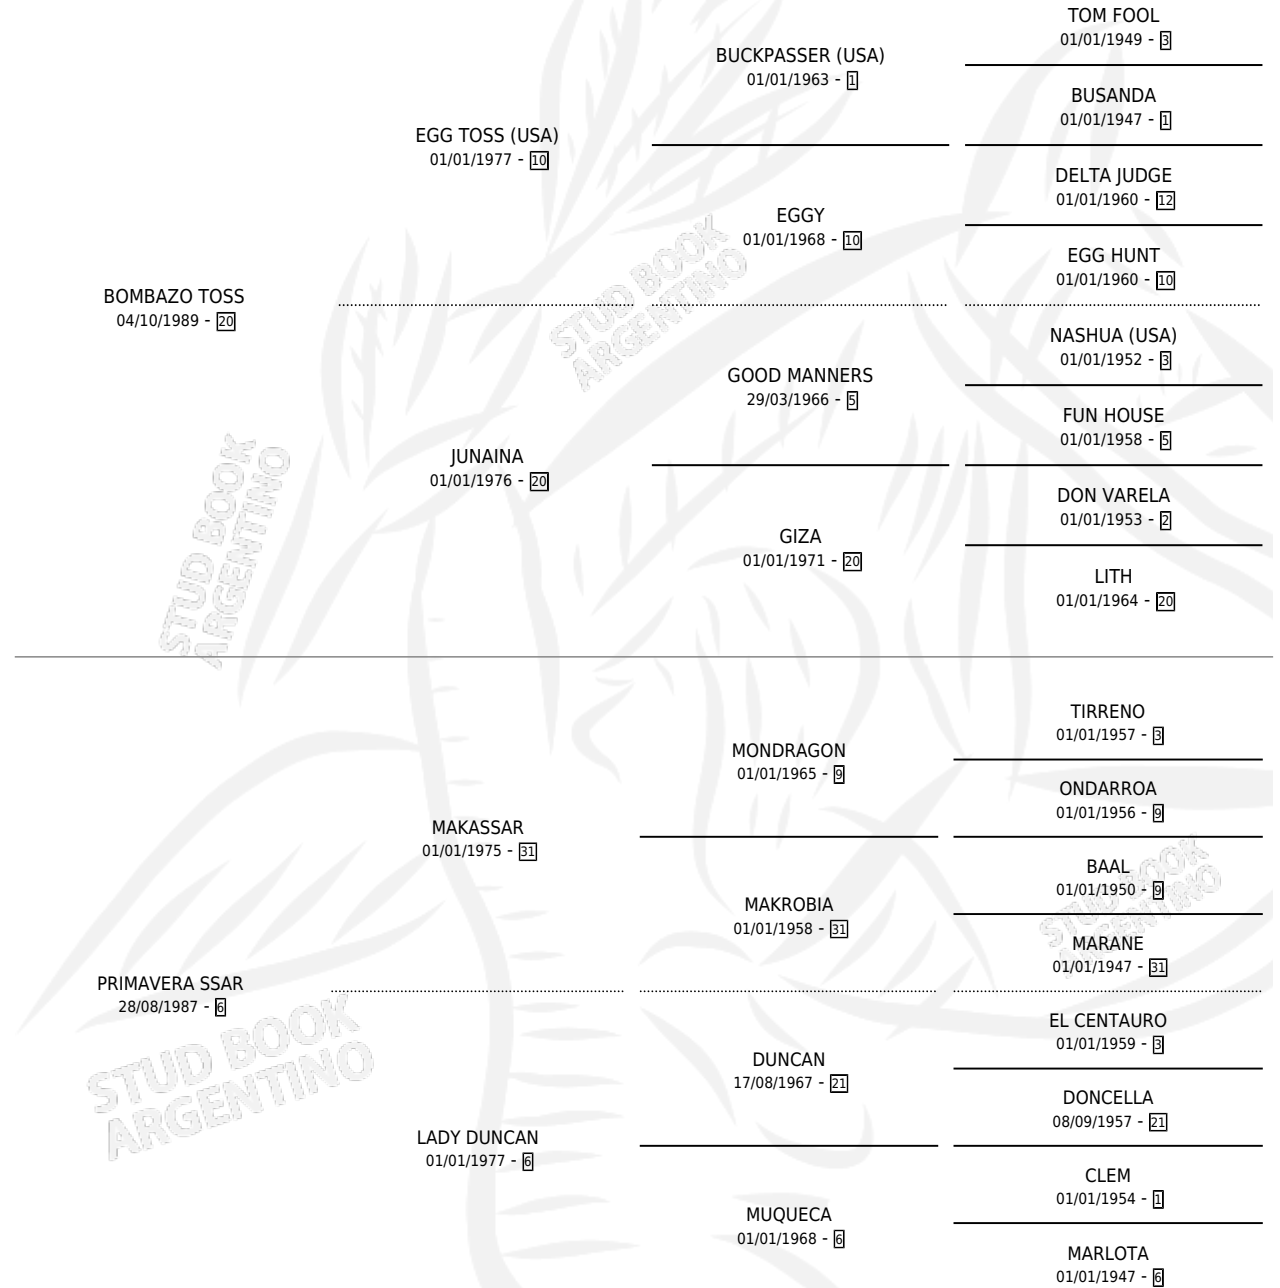 TOM FOOL
01/01/1949 - 3
BUCKPASSER (USA)
01/01/1963 - 1
BUSANDA
01/01/1947 - 1
EGG TOSS (USA)
01/01/1977 - 10
DELTA JUDGE
01/01/1960 - 12
EGGY
01/01/1968 - 10
EGG HUNT
01/01/1960 - 10
BOMBAZO TOSS
04/10/1989 - 20
STUD BOOK
ARGENTINO
NASHUA (USA)
01/01/1952 - 3
GOOD MANNERS
29/03/1966 - 5
FUN HOUSE
01/01/1958 - 5
JUNAINA
01/01/1976 - 20
DON VARELA
01/01/1953 - 2
GIZA
01/01/1971 - 20
LITH
01/01/1964 - 20
STUD BOOK
ARGENTINO
TIRRENO
01/01/1957 - 3
MONDRAGON
01/01/1965 - 9
ONDARROA
01/01/1956 - 9
MAKASSAR
01/01/1975 - 31
BAAL
01/01/1950 - 9
MAKROBIA
01/01/1958 - 31
STUD BOOK
ARGENTINO
MARANE
01/01/1947 - 31
PRIMAVERA SSAR
28/08/1987 - 6
EL CENTAURO
01/01/1959 - 3
DUNCAN
17/08/1967 - 21
STUD BOOK
ARGENTINO
DONCELLA
08/09/1957 - 21
LADY DUNCAN
01/01/1977 - 6
CLEM
01/01/1954 - 1
MUQUECA
01/01/1968 - 6
MARLOTA
01/01/1947 - 6